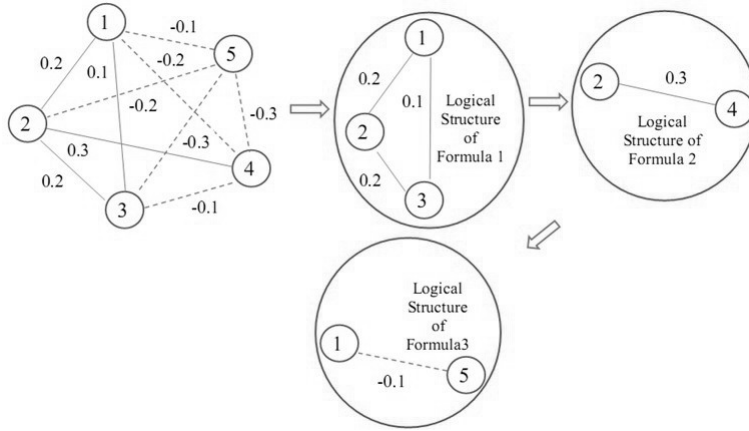 1
-0.1
5
0.2
0.1
-0.2
-0.2
-0.3
2
0.3
-0.3
4
0.2
3
-0.1
1
0.2
0.1
Logical
Structure
of
Formula 1
2
0.2
3
2
0.3
4
Logical
Structure of
Formula 2
Logical
Structure
of
Formula3
1
-0.1
5